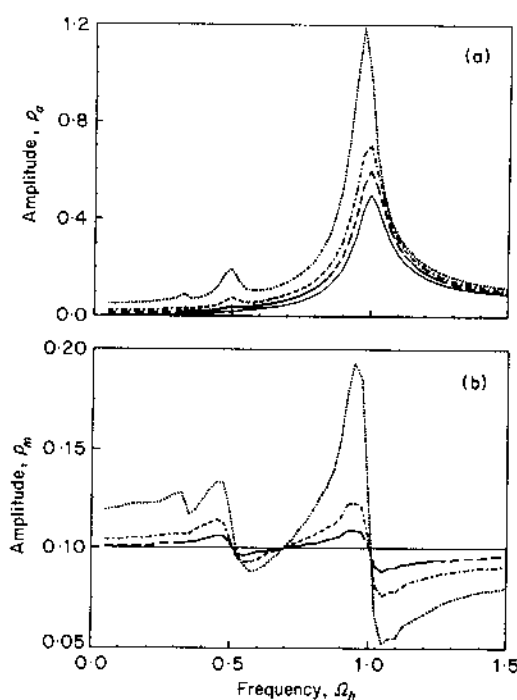 1·2
(a)
0·8
Amplitude, ρa
0·4
0·0
0·20
(b)
0·15
Amplitude, ρm
0·10
0·05
0·0
0·5
1·0
1·5
Frequency, Ωh